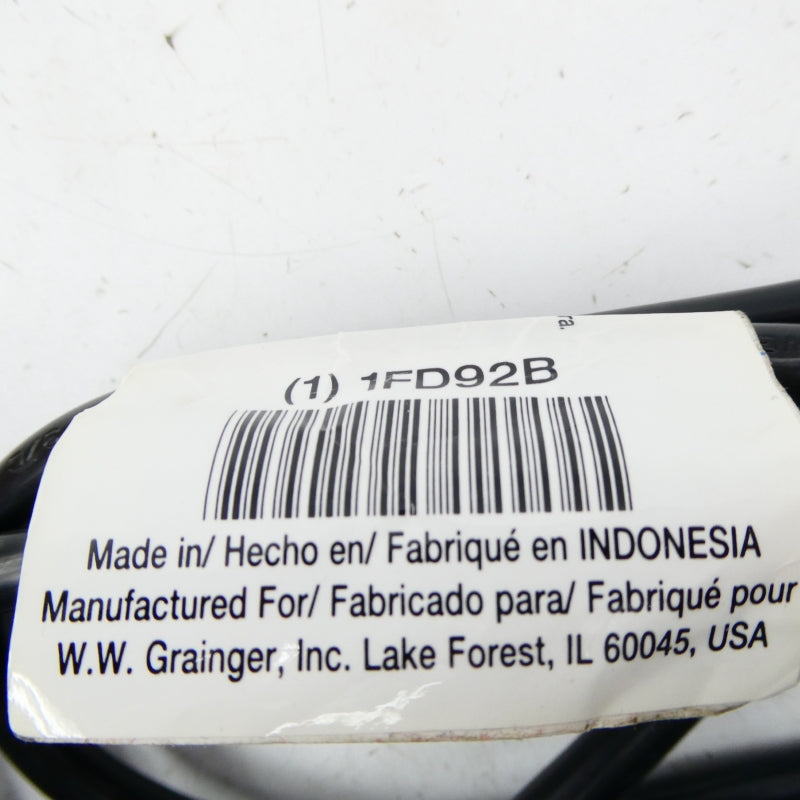 ra.
(1) 1FD92B
Made in/ Hecho en/ Fabriqué en INDONESIA
Manufactured For/ Fabricado para/ Fabriqué pour
W.W. Grainger, Inc. Lake Forest, IL 60045, USA